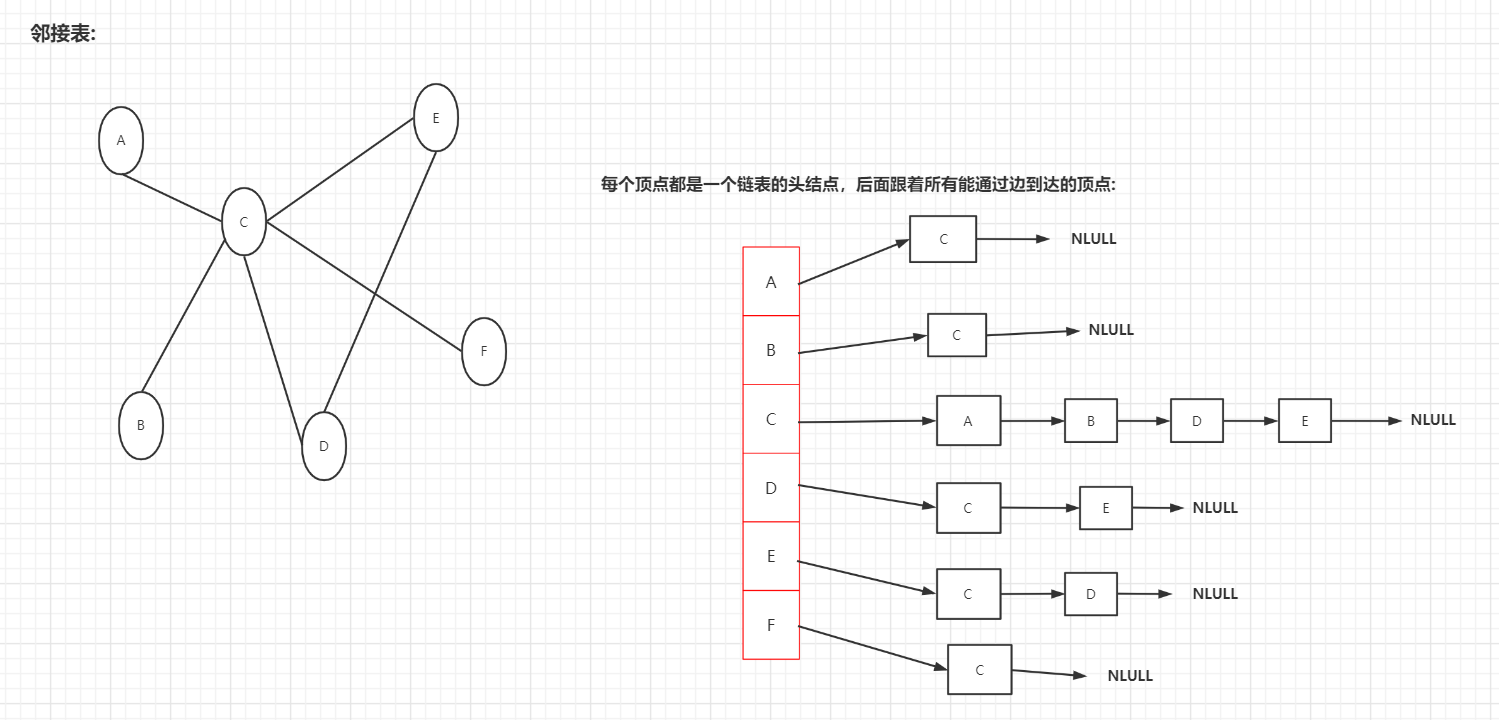 邻接表:
A
E
C
F
B
D
每个顶点都是一个链表的头结点，后面跟着所有能通过边到达的顶点:
A C NLULL
B C NLULL
C A B D E NLULL
D C E NLULL
E C D NLULL
F C NLULL